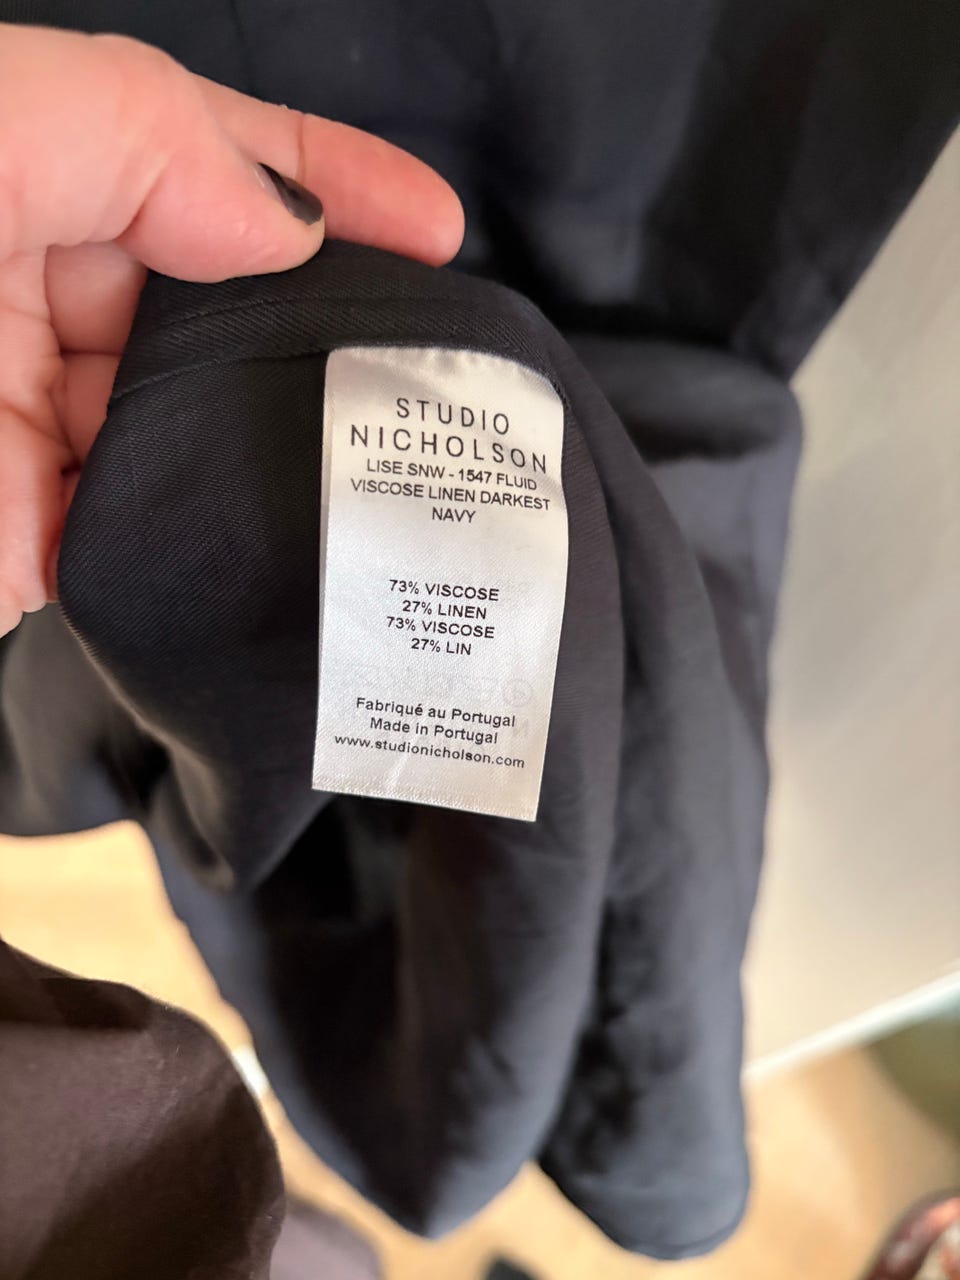 STUDIO
NICHOLSON
LISE SNW - 1547 FLUID
VISCOSE LINEN DARKEST
NAVY
73% VISCOSE
27% LINEN
73% VISCOSE
27% LIN
Fabriqué au Portugal
Made in Portugal
www.studionicholson.com